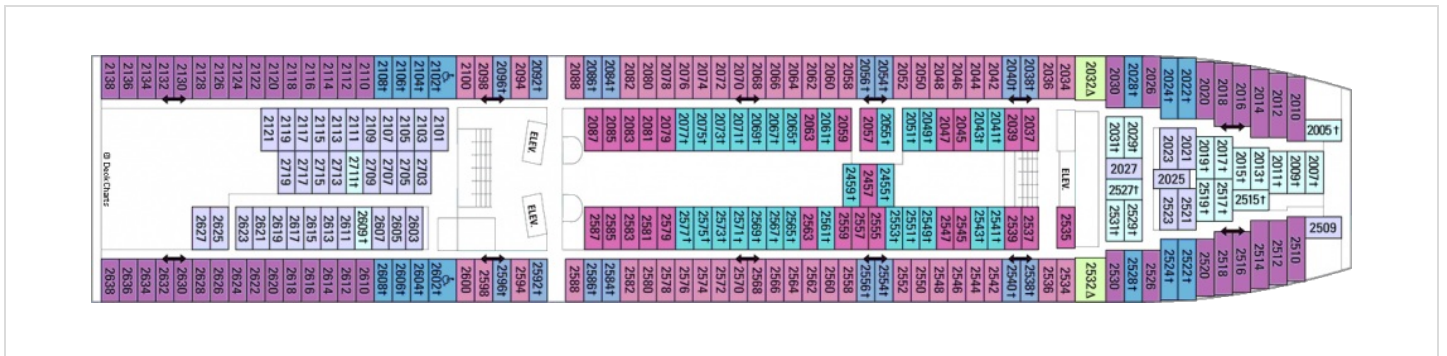 2138 2136 2134 2132 2130 2128 2126 2124 2122 2120 2118 2116 2114 2112 2110 2108† 2106† 2104† 2102† 2100 2098 2096† 2094 2092† 2088 2086† 2084† 2082 2080 2078 2076 2074 2072 2070 2068 2066 2064 2062 2060 2058 2056† 2054† 2052 2050 2048 2046 2044 2042 2040† 2038† 2036 2034 2032Δ 2030 2028† 2026 2024† 2022† 2020 2018 2016 2014 2012 2010
2005†
2121 2119 2117 2115 2113 2111 2109 2107 2105 2103 2101 ELEV. 2087 2085 2083 2081 2079 2077† 2075† 2073† 2071† 2069† 2067† 2065† 2063 2061† 2059 2057 2055† 2051† 2049† 2047 2045 2043† 2041† 2039 2037 2031† 2029† 2023 2021 2019† 2017† 2015† 2013† 2011† 2009† 2007†
2027
2719 2717 2715 2713 2711† 2709 2707 2705 2703 2459† 2457 2455† ELEV. 2025
© DeckCharts
2527† 2519† 2517† 2515†
2627 2625 2623 2621 2619 2617 2615 2613 2611 2609† 2607 2605 2603 ELEV. 2587 2585 2583 2581 2579 2577† 2575† 2573† 2571† 2569† 2567† 2565† 2563 2561† 2559 2557 2555 2553† 2551† 2549† 2547 2545 2543† 2541† 2539 2537 2535 2531† 2529† 2523 2521 2509
2638 2636 2634 2632 2630 2628 2626 2624 2622 2620 2618 2616 2614 2612 2610 2608† 2606† 2604† 2602† 2600 2598 2596† 2594 2592† 2588 2586† 2584† 2582 2580 2578 2576 2574 2572 2570 2568 2566 2564 2562 2560 2558 2556† 2554† 2552 2550 2548 2546 2544 2542 2540† 2538† 2536 2534 2532Δ 2530 2528† 2526 2524† 2522† 2520 2518 2516 2514 2512 2510